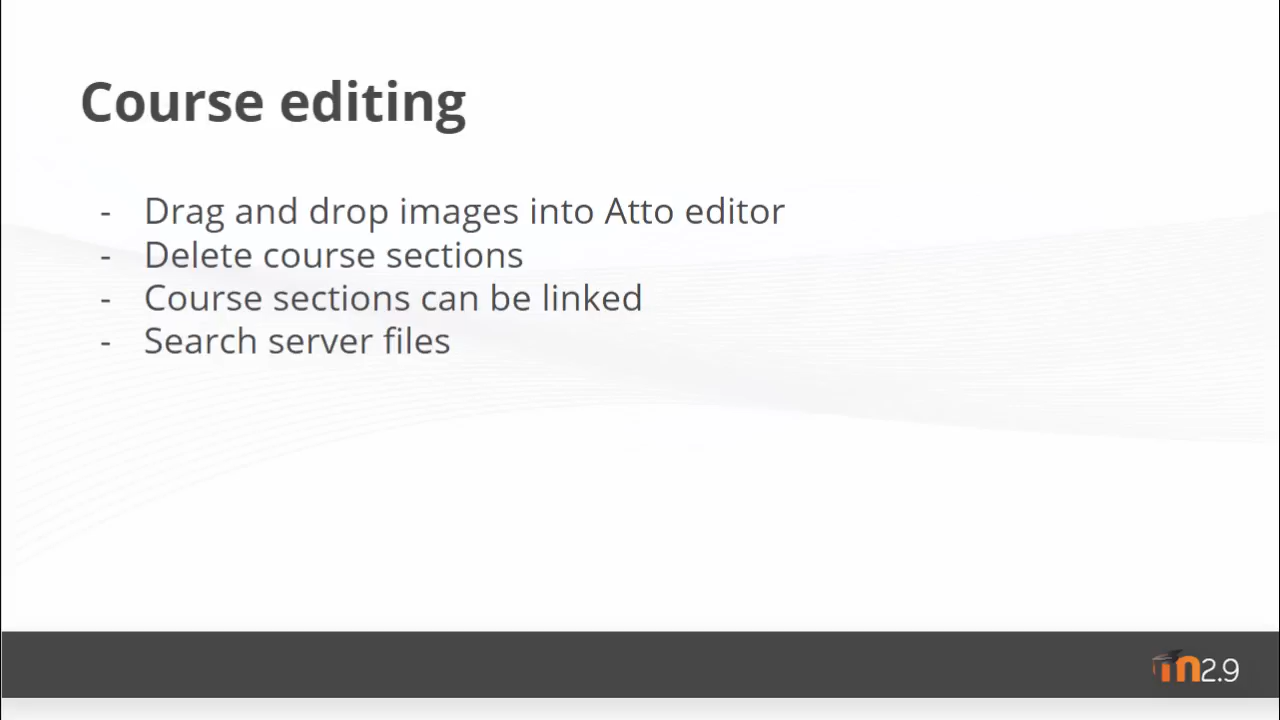 Course editing
- Drag and drop images into Atto editor
- Delete course sections
- Course sections can be linked
- Search server files
m2.9